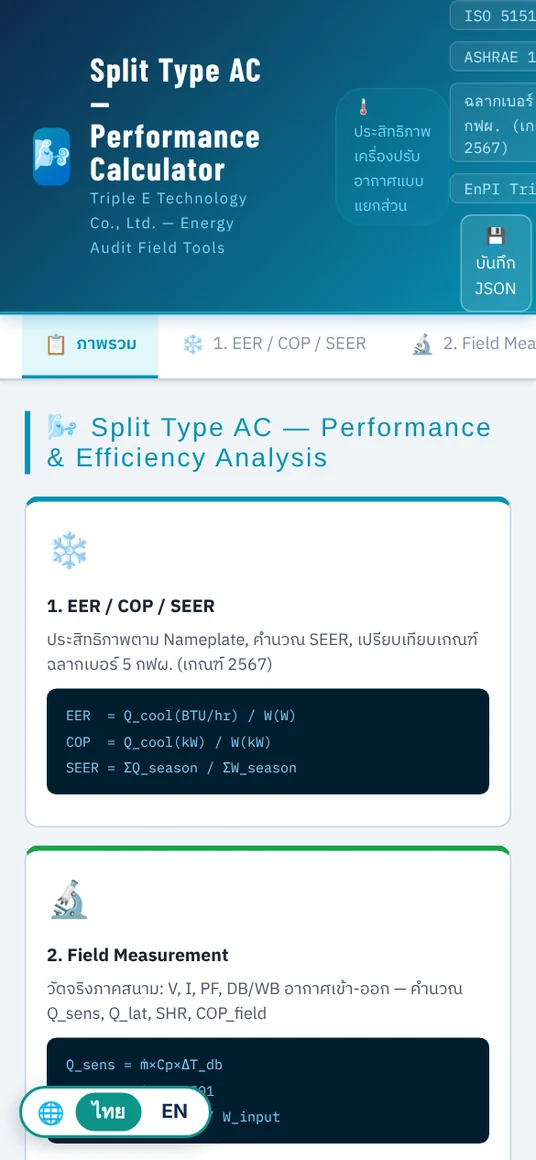 Split Type AC
—
Performance
Calculator
Triple E Technology
Co., Ltd. — Energy
Audit Field Tools
ประสิทธิภาพ
เครื่องปรับ
อากาศแบบ
แยกส่วน
ISO 5151
ASHRAE 1
ฉลากเบอร์
กฟผ.
2567)
EnPI
บันทึก
JSON
ภาพรวม
1. EER / COP / SEER
2. Field
Split Type AC — Performance
& Efficiency Analysis
1. EER / COP / SEER
ประสิทธิภาพตาม Nameplate, คำนวณ SEER, เปรียบเทียบเกณฑ์
ฉลากเบอร์ 5 กฟผ. (เกณฑ์ 2567)
EER = Q_cool(BTU/hr) / W(W)
COP = Q_cool(kW) / W(kW)
SEER = ΣQ_season / ΣW_season
2. Field Measurement
วัดจริงภาคสนาม: V, I, PF, DB/WB อากาศเข้า-ออก — คำนวณ
Q_sens, Q_lat, SHR, COP_field
Q_sens = ṁ×Cp×ΔT_db
/ W_input
ไทย EN